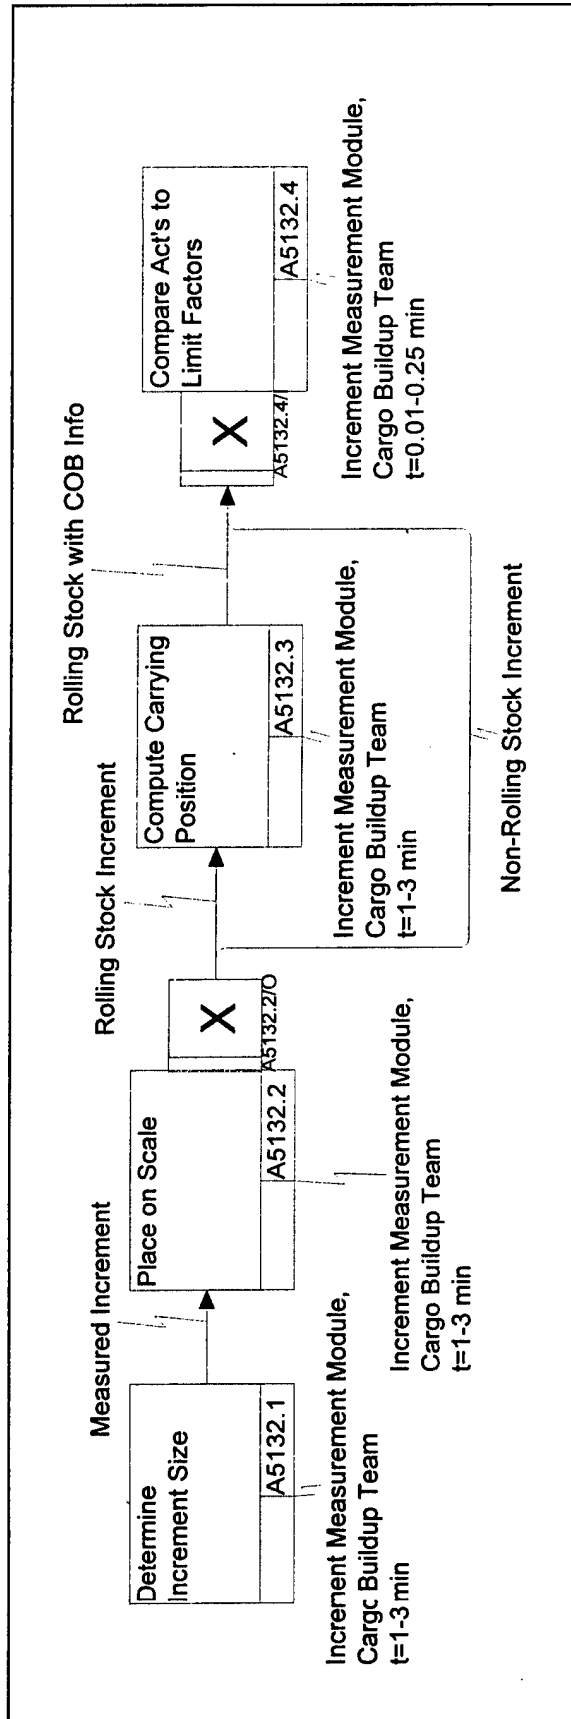 Determine
Increment Size
A5132.1
Increment Measurement Module,
Cargc Buildup Team
t=1-3 min
Measured Increment
Place on Scale
A5132.2
X
A5132.2/O
Increment Measurement Module,
Cargo Buildup Team
t=1-3 min
Rolling Stock Increment
Compute Carrying
Position
A5132.3
Increment Measurement Module,
Cargo Buildup Team
t=1-3 min
Non-Rolling Stock Increment
Rolling Stock with COB Info
X
A5132.4/I
Compare Act's to
Limit Factors
A5132.4
Increment Measurement Module,
Cargo Buildup Team
t=0.01-0.25 min